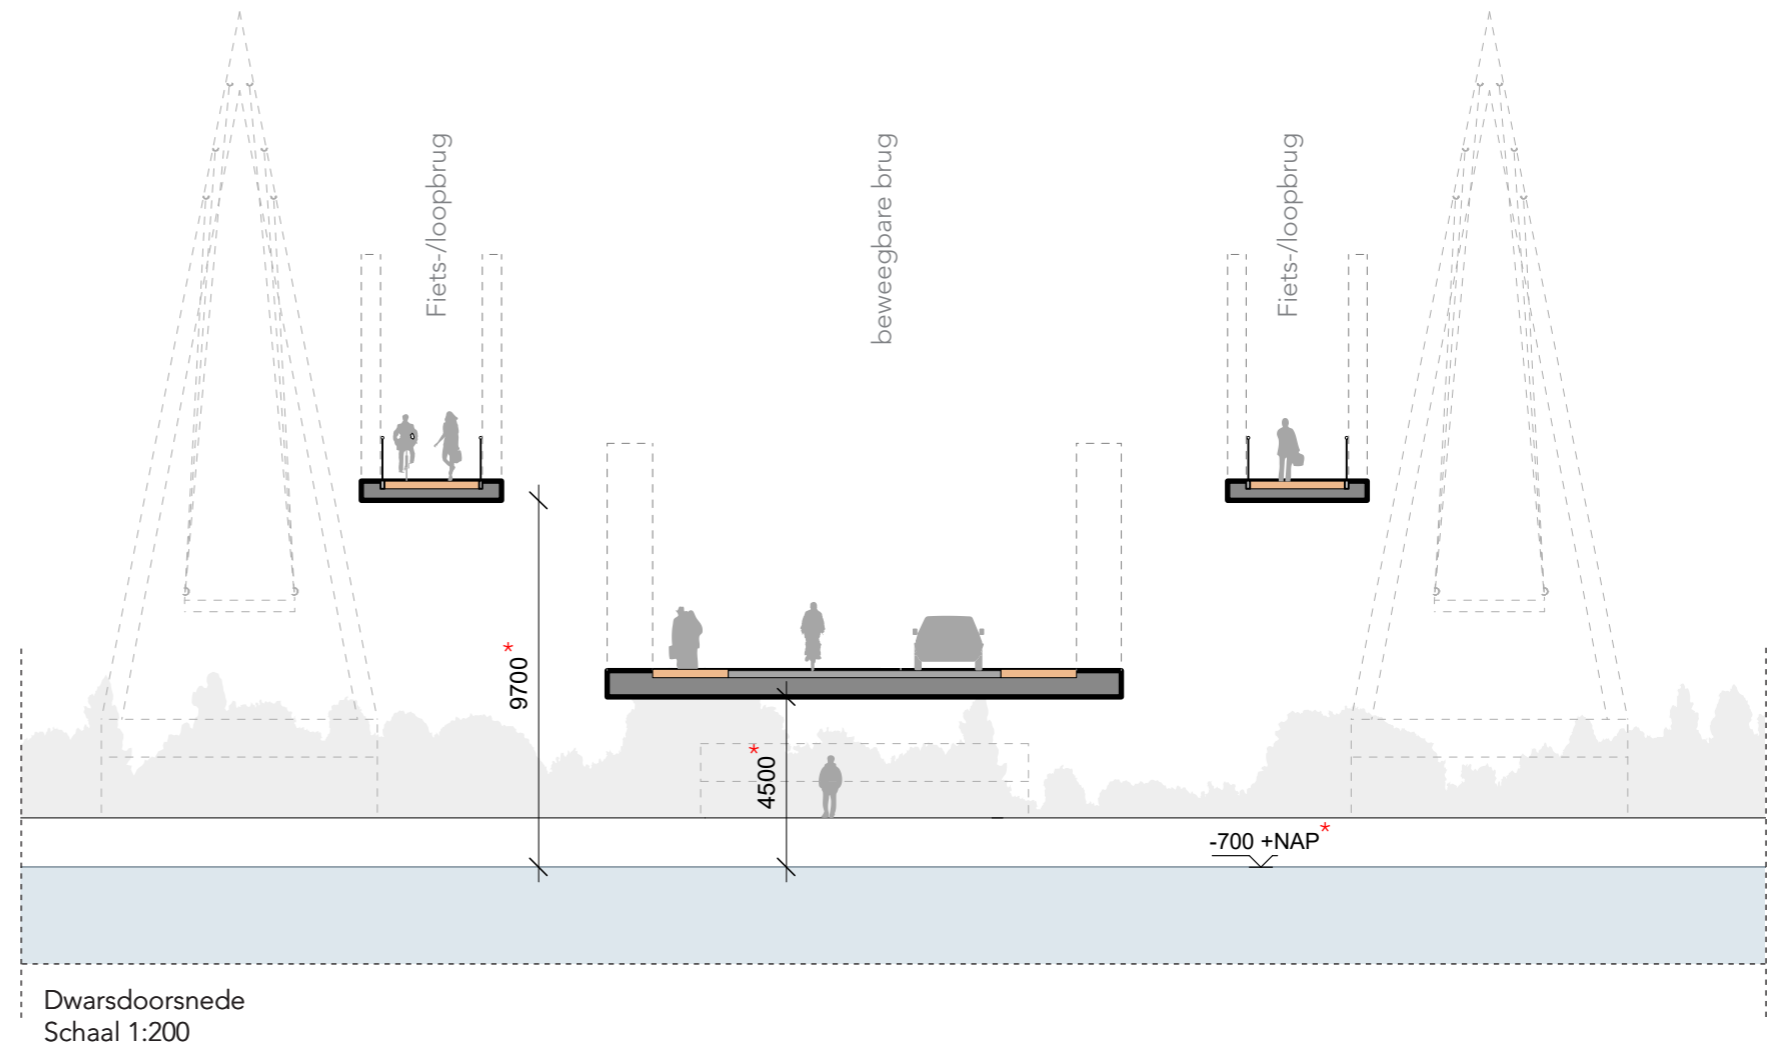 Fiets-/loopbrug
beweegbare brug
Fiets-/loopbrug
9700*
4500*
-700 +NAP*
Dwarsdoorsnede
Schaal 1:200